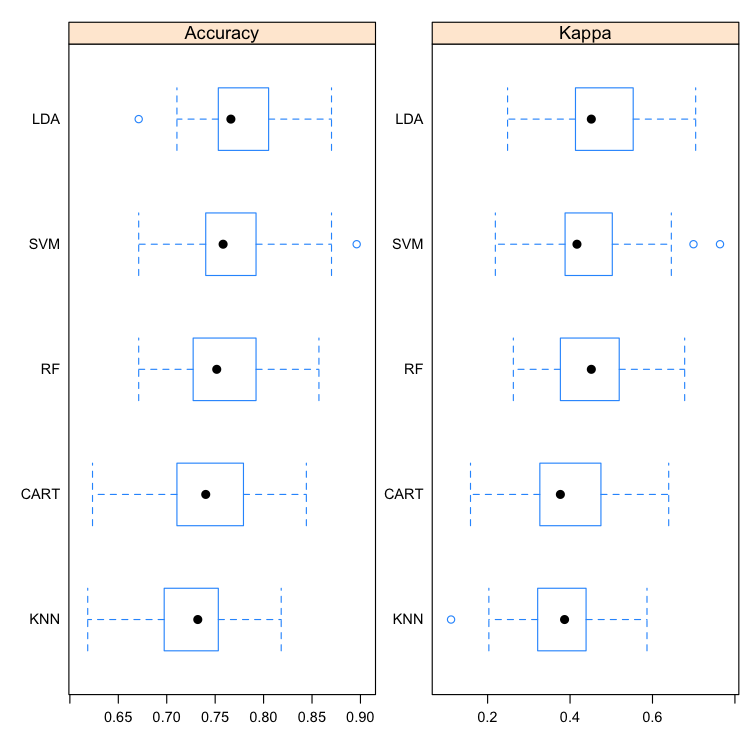 Accuracy
Kappa
LDA
LDA
SVM
SVM
RF
RF
CART
CART
KNN
KNN
0.65 0.70 0.75 0.80 0.85 0.90
0.2 0.4 0.6